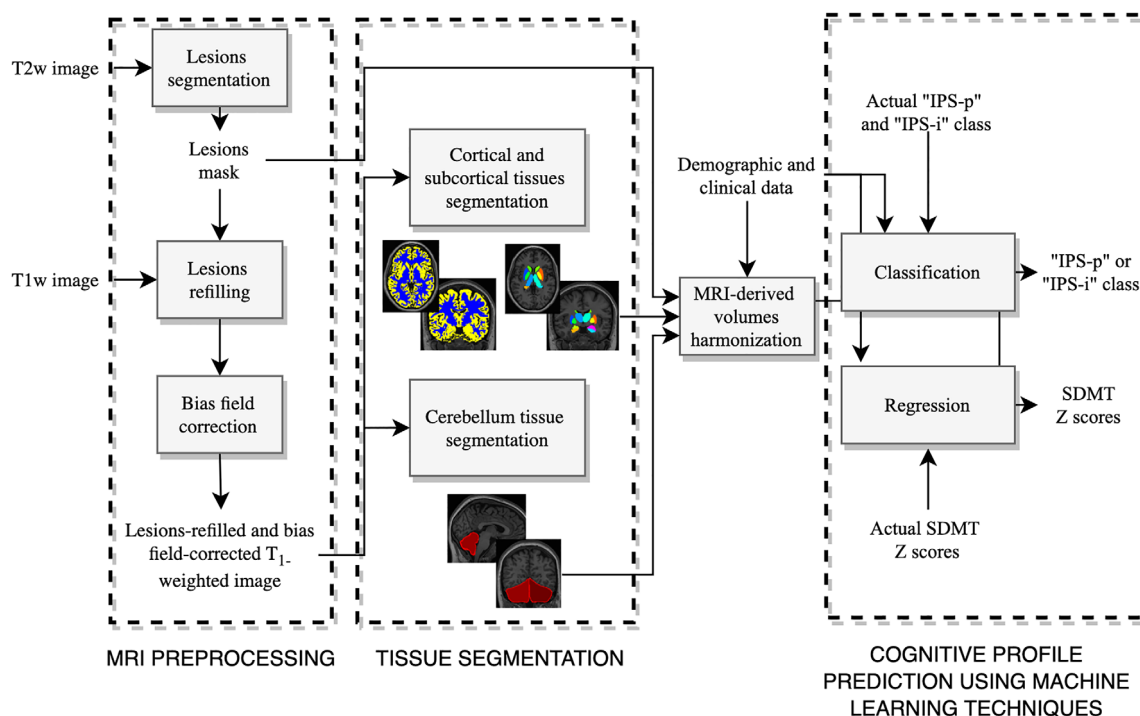 T2w image
Lesions
segmentation
Lesions
mask
T1w image
Lesions
refilling
Bias field
correction
Lesions-refilled and bias
field-corrected T1-
weighted image
MRI PREPROCESSING
Cortical and
subcortical tissues
segmentation
Cerebellum tissue
segmentation
TISSUE SEGMENTATION
Demographic and
clinical data
MRI-derived
volumes
harmonization
Actual "IPS-p"
and "IPS-i" class
Classification
"IPS-p" or
"IPS-i" class
Regression
SDMT
Z scores
Actual SDMT
Z scores
COGNITIVE PROFILE
PREDICTION USING MACHINE
LEARNING TECHNIQUES